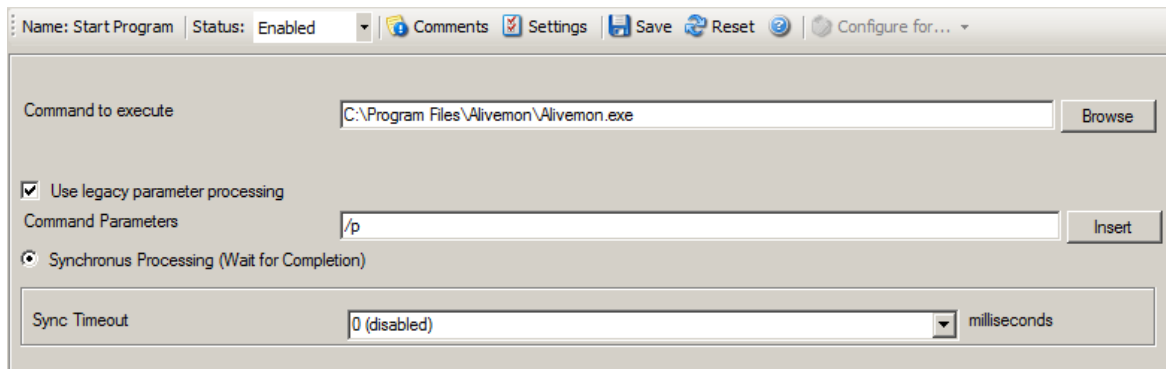 Name: Start Program Status: Enabled Comments Settings Save Reset Configure for...
Command to execute C:\Program Files\Alivemon\Alivemon.exe Browse
Use legacy parameter processing
Command Parameters /p Insert
Synchronus Processing (Wait for Completion)
Sync Timeout 0 (disabled) milliseconds